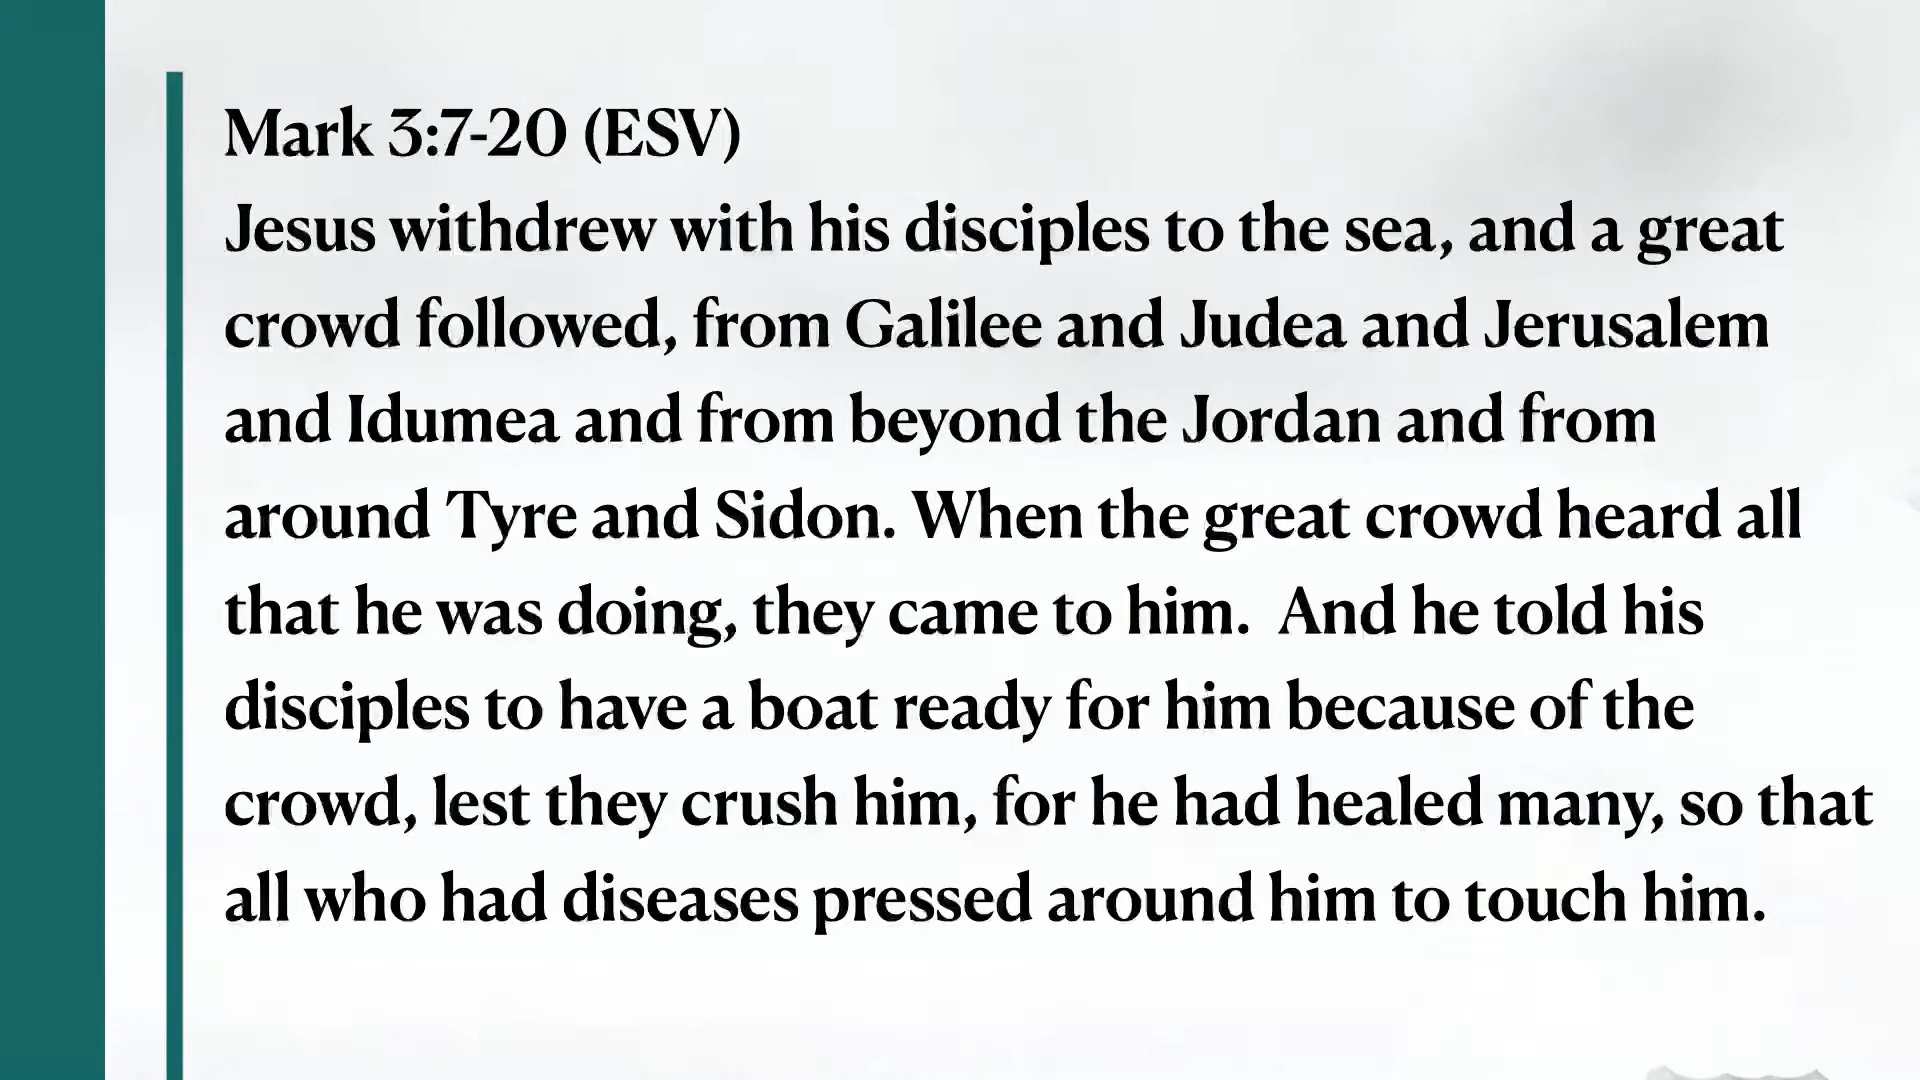 Mark 3:7-20 (ESV)
Jesus withdrew with his disciples to the sea, and a great
crowd followed, from Galilee and Judea and Jerusalem
and Idumea and from beyond the Jordan and from
around Tyre and Sidon. When the great crowd heard all
that he was doing, they came to him.  And he told his
disciples to have a boat ready for him because of the
crowd, lest they crush him, for he had healed many, so that
all who had diseases pressed around him to touch him.